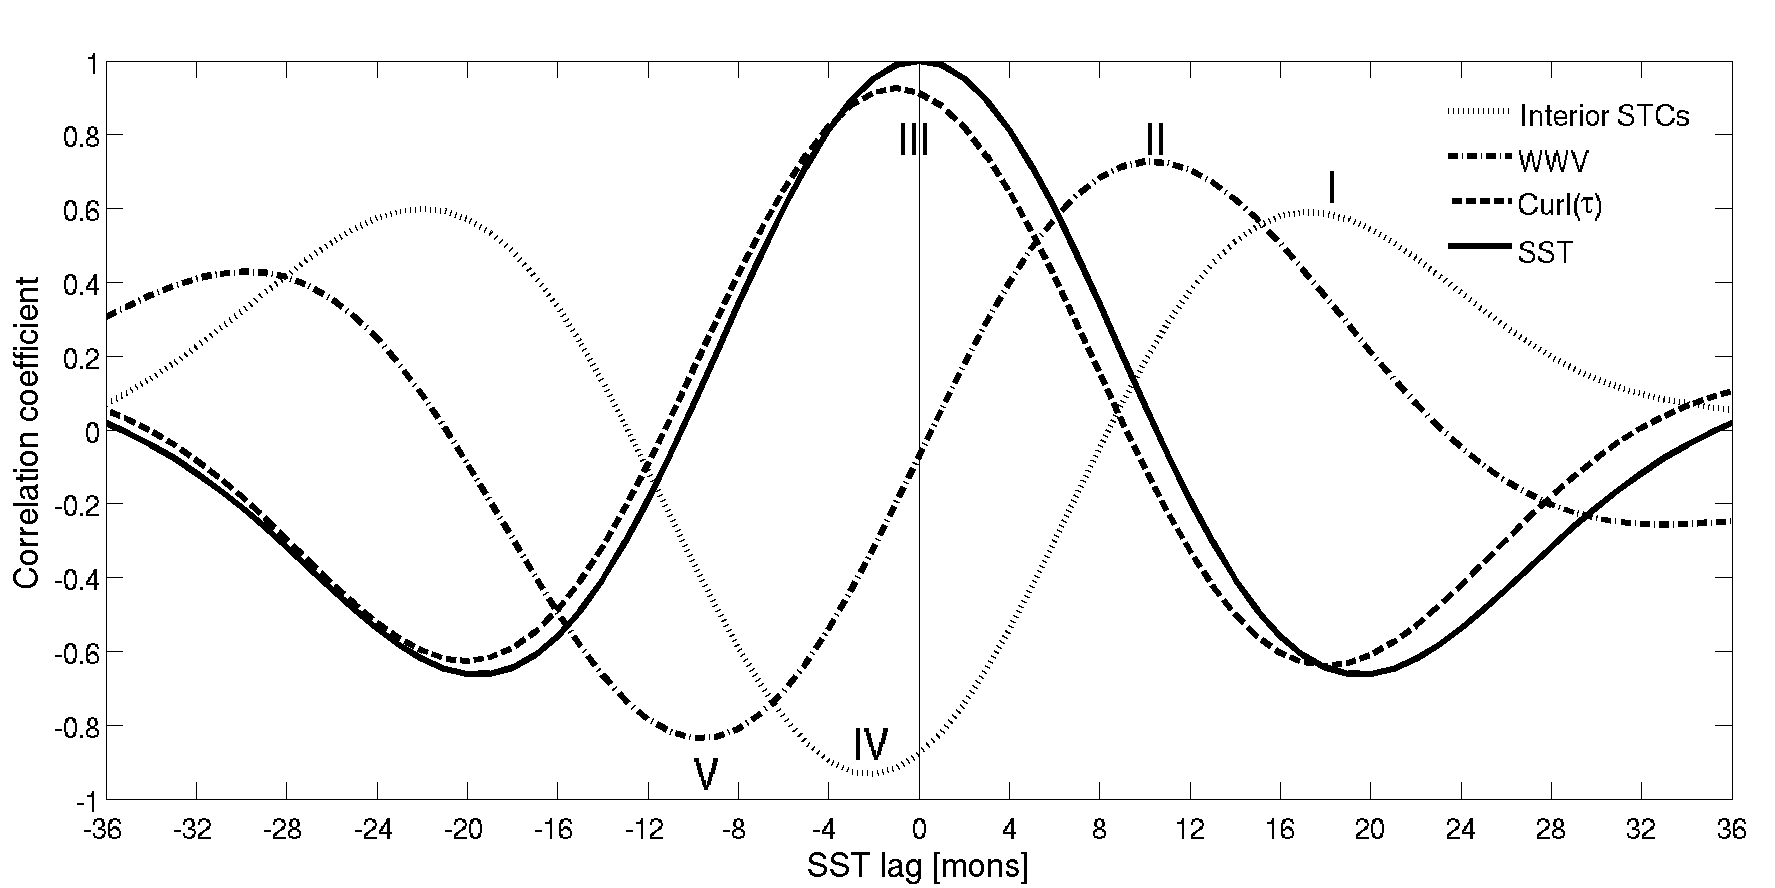 1
0.8
0.6
0.4
0.2
0
-0.2
-0.4
-0.6
-0.8
-1
Correlation coefficient
I
II
III
IV
V
Interior STCs
WWV
Curl(τ)
SST
-36 -32 -28 -24 -20 -16 -12 -8 -4 0 4 8 12 16 20 24 28 32 36
SST lag [mons]